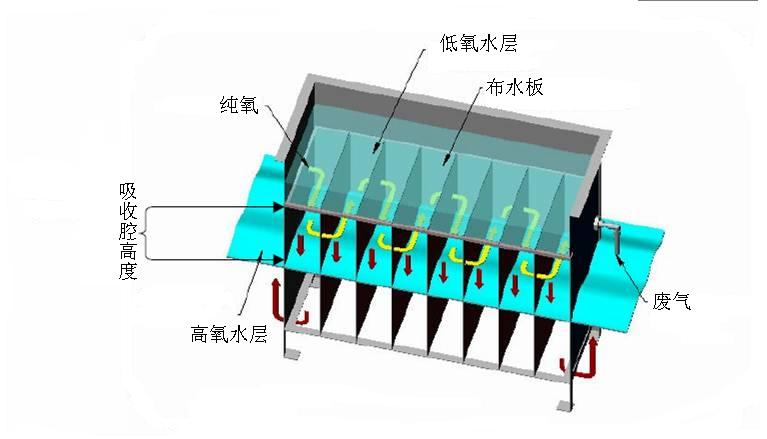 低氧水层
布水板
纯氧
吸收腔高度
废气
高氧水层